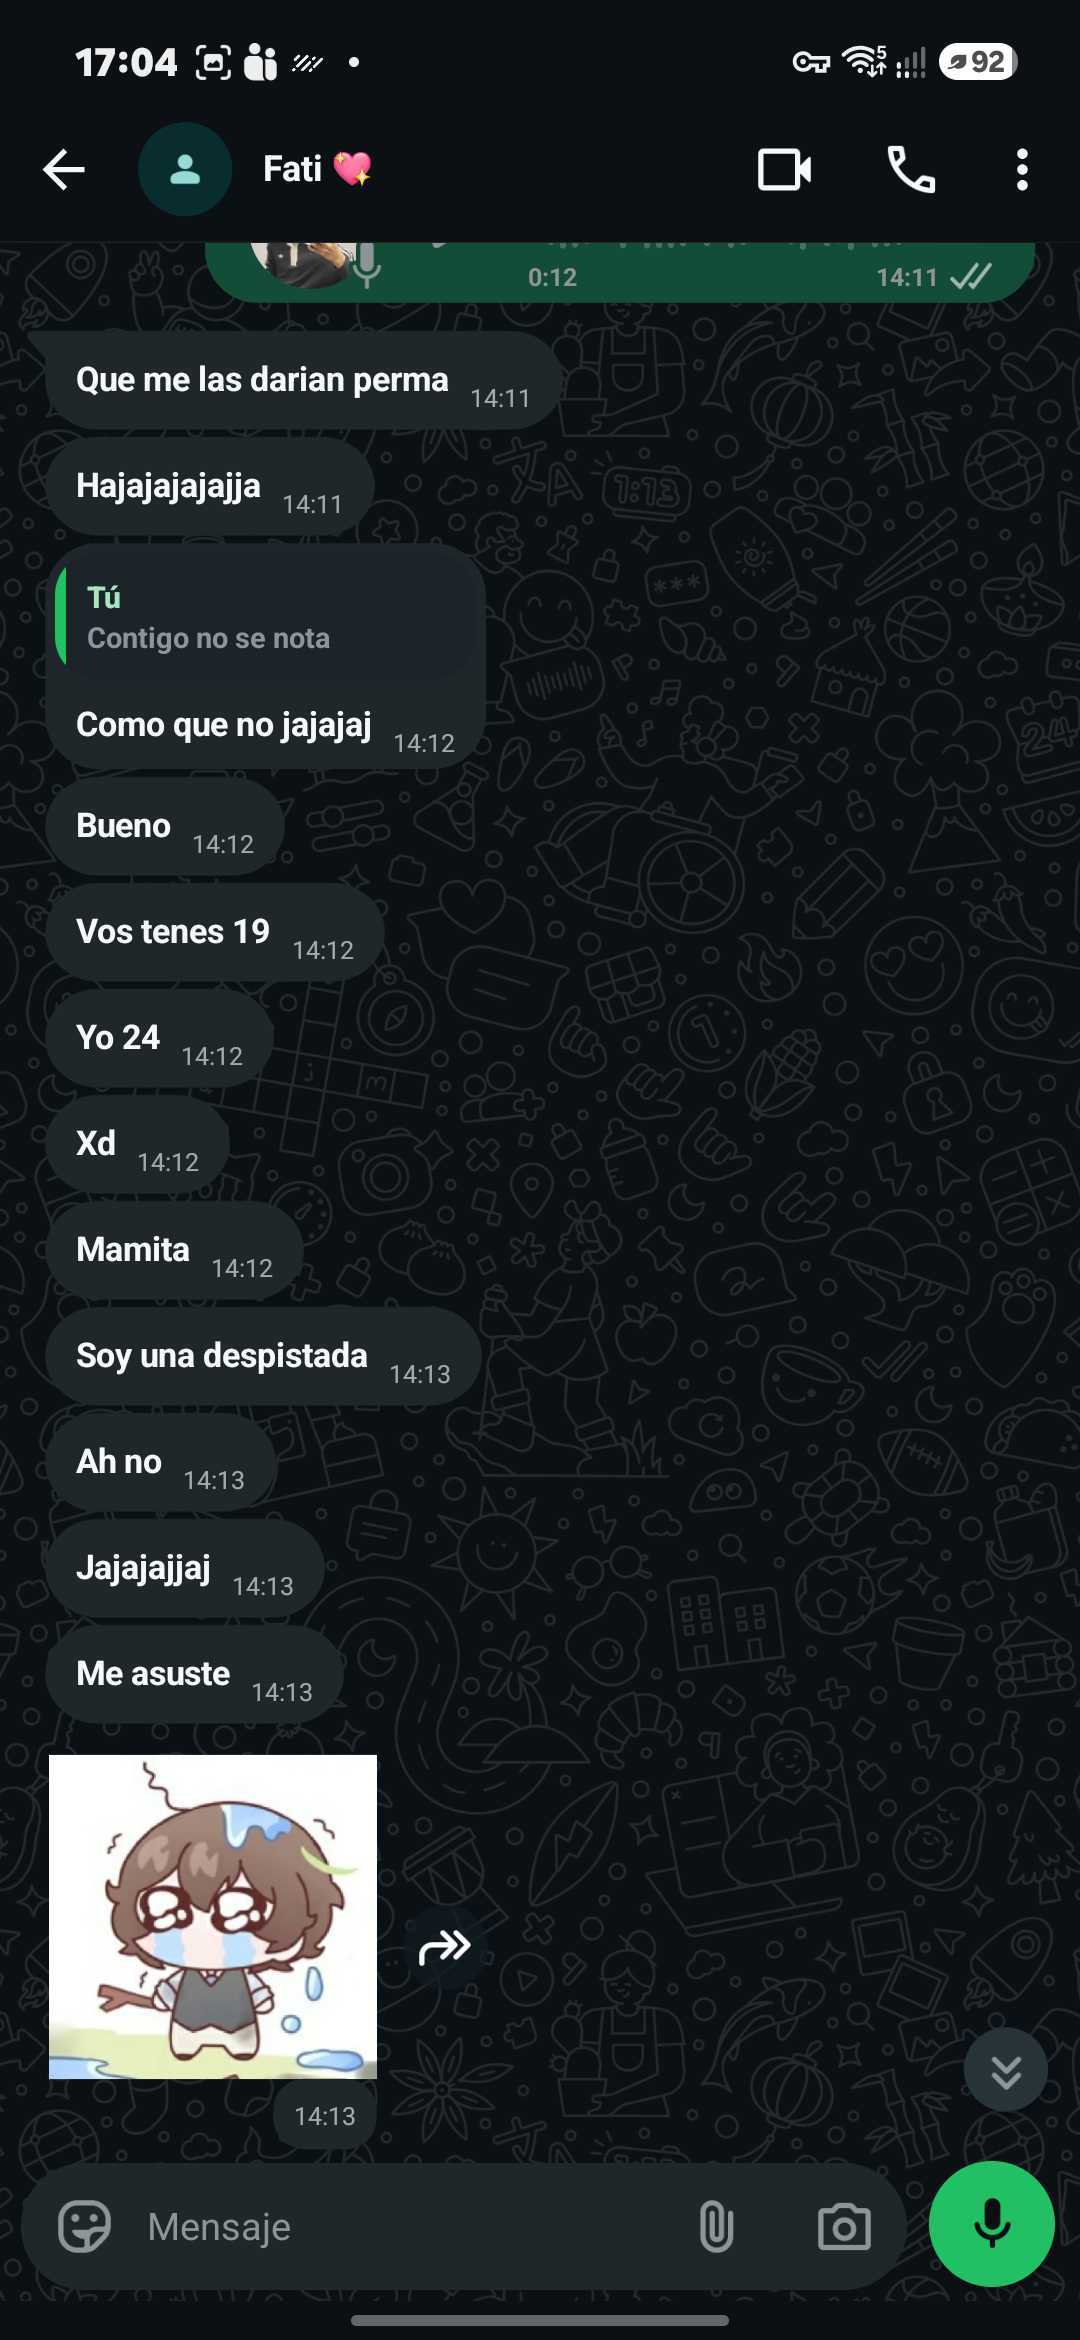 17:04
5
92
Fati 💖
0:12
14:11
Que me las darian perma 14:11
Hajajajajajja 14:11
Tú
Contigo no se nota
Como que no jajajaj 14:12
Bueno 14:12
Vos tenes 19 14:12
Yo 24 14:12
Xd 14:12
Mamita 14:12
Soy una despistada 14:13
Ah no 14:13
Jajajajjaj 14:13
Me asuste 14:13
14:13
Mensaje